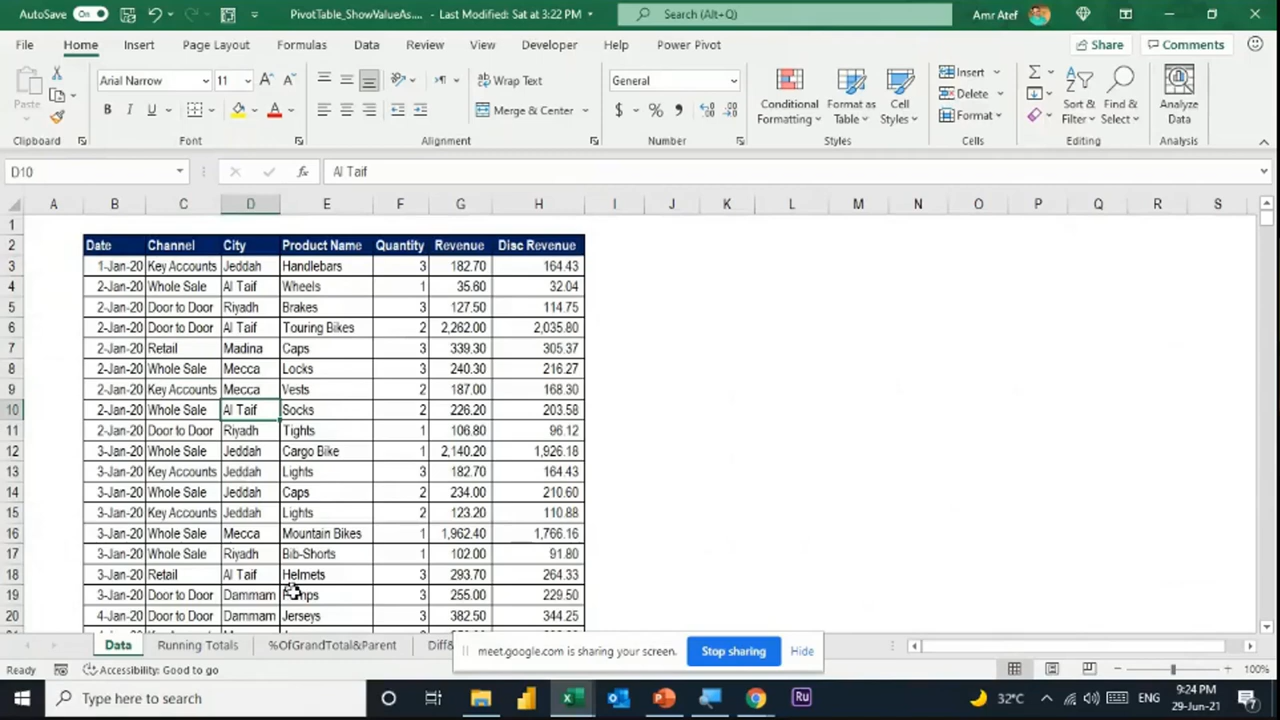 AutoSave On PivotTable_ShowValueAs.... - Last Modified: Sat at 3:22 PM Search (Alt+Q) Amr Atef
File Home Insert Page Layout Formulas Data Review View Developer Help Power Pivot Share Comments
Paste Arial Narrow 11 Wrap Text General Conditional Formatting Format as Table Cell Styles Insert Sort & Filter Find & Select Analyze Data
B I U Merge & Center $ % Delete
Format
Clipboard Font Alignment Number Styles Cells Editing Analysis
D10 fx Al Taif
A B C D E F G H I J K L M N O P Q R S
1
2 Date Channel City Product Name Quantity Revenue Disc Revenue
3 1-Jan-20 Key Accounts Jeddah Handlebars 3 182.70 164.43
4 2-Jan-20 Whole Sale Al Taif Wheels 1 35.60 32.04
5 2-Jan-20 Door to Door Riyadh Brakes 3 127.50 114.75
6 2-Jan-20 Door to Door Al Taif Touring Bikes 2 2,262.00 2,035.80
7 2-Jan-20 Retail Madina Caps 3 339.30 305.37
8 2-Jan-20 Whole Sale Mecca Locks 3 240.30 216.27
9 2-Jan-20 Key Accounts Mecca Vests 2 187.00 168.30
10 2-Jan-20 Whole Sale Al Taif Socks 2 226.20 203.58
11 2-Jan-20 Door to Door Riyadh Tights 1 106.80 96.12
12 3-Jan-20 Whole Sale Jeddah Cargo Bike 1 2,140.20 1,926.18
13 3-Jan-20 Key Accounts Jeddah Lights 3 182.70 164.43
14 3-Jan-20 Whole Sale Jeddah Caps 2 234.00 210.60
15 3-Jan-20 Key Accounts Jeddah Lights 2 123.20 110.88
16 3-Jan-20 Whole Sale Mecca Mountain Bikes 1 1,962.40 1,766.16
17 3-Jan-20 Whole Sale Riyadh Bib-Shorts 1 102.00 91.80
18 3-Jan-20 Retail Al Taif Helmets 3 293.70 264.33
19 3-Jan-20 Door to Door Dammam 3 255.00 229.50
20 4-Jan-20 Door to Door Dammam Jerseys 3 382.50 344.25
Data Running Totals %OfGrandTotal&Parent Diff& meet.google.com is sharing your screen. Stop sharing Hide
Ready Accessibility: Good to go 100%
Type here to search Ru 32°C ENG 9:24 PM
29-Jun-21 7